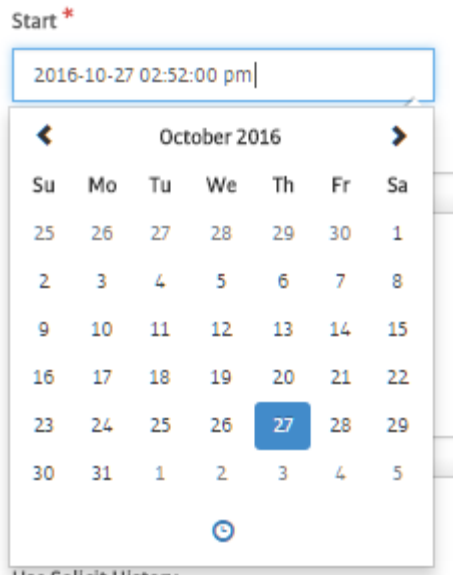 Start *
2016-10-27 02:52:00 pm
October 2016
Su Mo Tu We Th Fr Sa
25 26 27 28 29 30 1
2 3 4 5 6 7 8
9 10 11 12 13 14 15
16 17 18 19 20 21 22
23 24 25 26 27 28 29
30 31 1 2 3 4 5